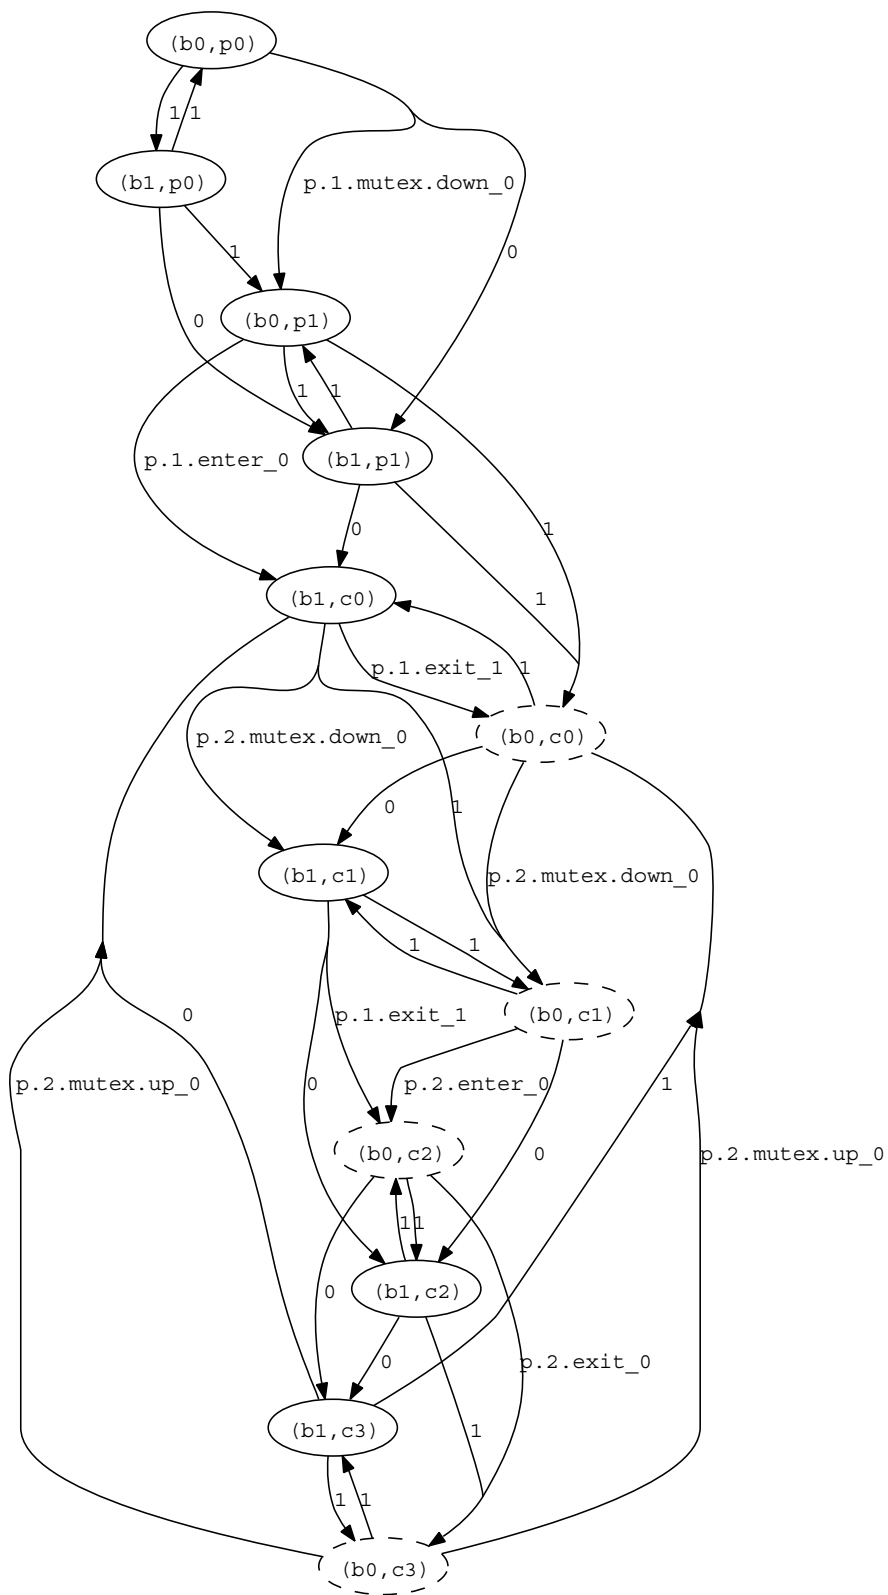 (b0,p0)
1 1
(b1,p0)
p.1.mutex.down_0
1
0
0
(b0,p1)
1 1
p.1.enter_0
(b1,p1)
0
1
(b1,c0)
1
p.1.exit_1
1
p.2.mutex.down_0
(b0,c0)
0
1
(b1,c1)
p.2.mutex.down_0
1
1
p.1.exit_1
(b0,c1)
0
p.2.mutex.up_0
0
p.2.enter_0
1
(b0,c2)
0
p.2.mutex.up_0
11
0
(b1,c2)
0
p.2.exit_0
(b1,c3)
1
1 1
(b0,c3)